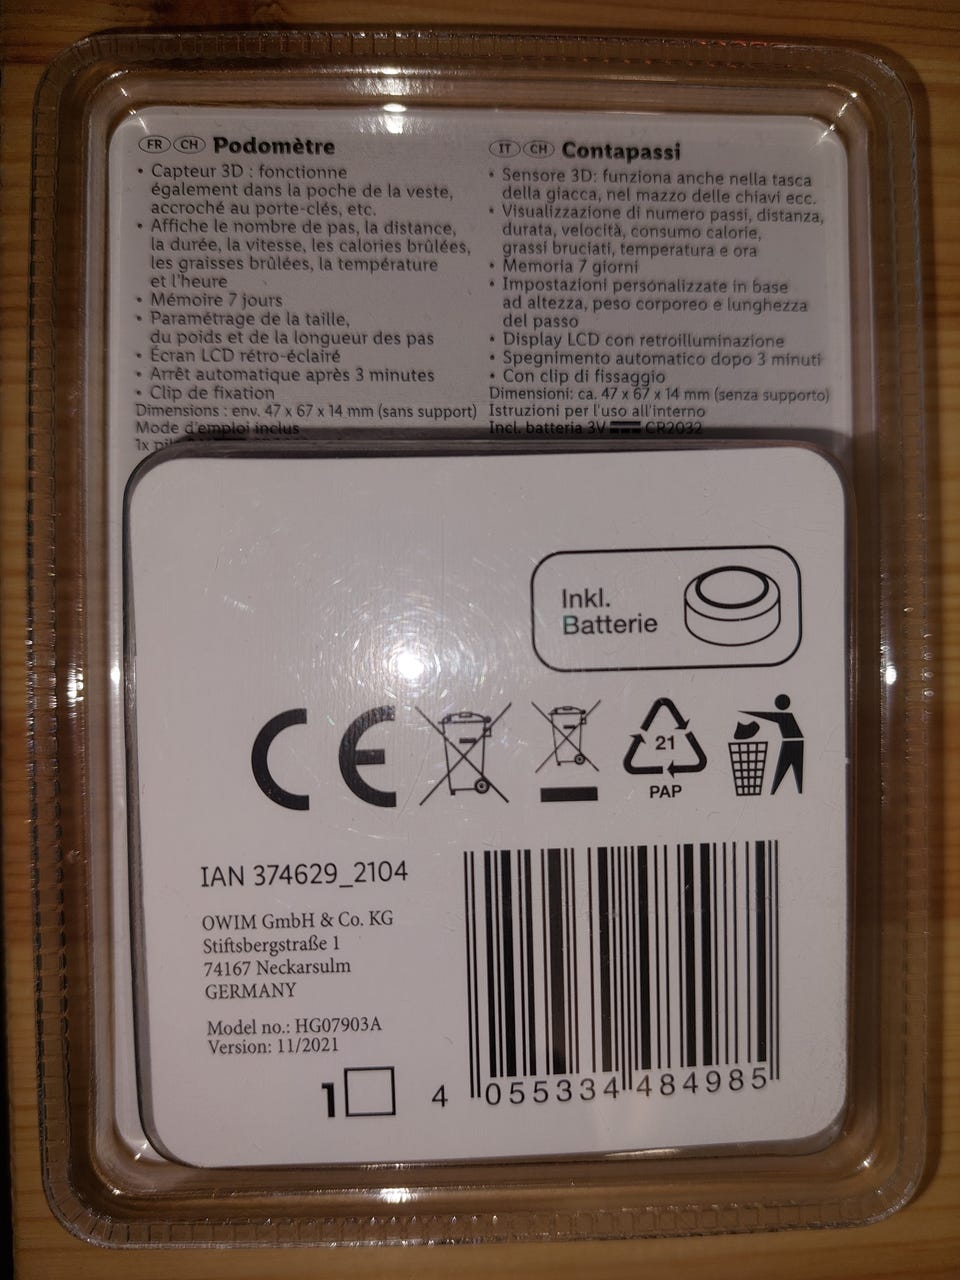 FR CH Podomètre
• Capteur 3D : fonctionne
également dans la poche de la veste,
accroché au porte-clés, etc.
• Affiche le nombre de pas, la distance,
la durée, la vitesse, les calories brûlées,
les graisses brûlées, la température
et l'heure
• Mémoire 7 jours
• Paramétrage de la taille,
du poids et de la longueur des pas
• Écran LCD rétro-éclairé
• Arrêt automatique après 3 minutes
• Clip de fixation
Dimensions : env. 47 x 67 x 14 mm (sans support)
Mode d'emploi inclus
1x
IT CH Contapassi
• Sensore 3D: funziona anche nella tasca
della giacca, nel mazzo delle chiavi ecc.
• Visualizzazione di numero passi, distanza,
durata, velocità, consumo calorie,
grassi bruciati, temperatura e ora
• Memoria 7 giorni
• Impostazioni personalizzate in base
ad altezza, peso corporeo e lunghezza
del passo
• Display LCD con retroilluminazione
• Spegnimento automatico dopo 3 minuti
• Con clip di fissaggio
Dimensioni: ca. 47 x 67 x 14 mm (senza supporto)
Istruzioni per l'uso all'interno
Incl. batteria 3V CR2032
Inkl.
Batterie
CE
21
PAP
IAN 374629_2104
OWIM GmbH & Co. KG
Stiftsbergstraße 1
74167 Neckarsulm
GERMANY
Model no.: HG07903A
Version: 11/2021
1
4 055334 484985